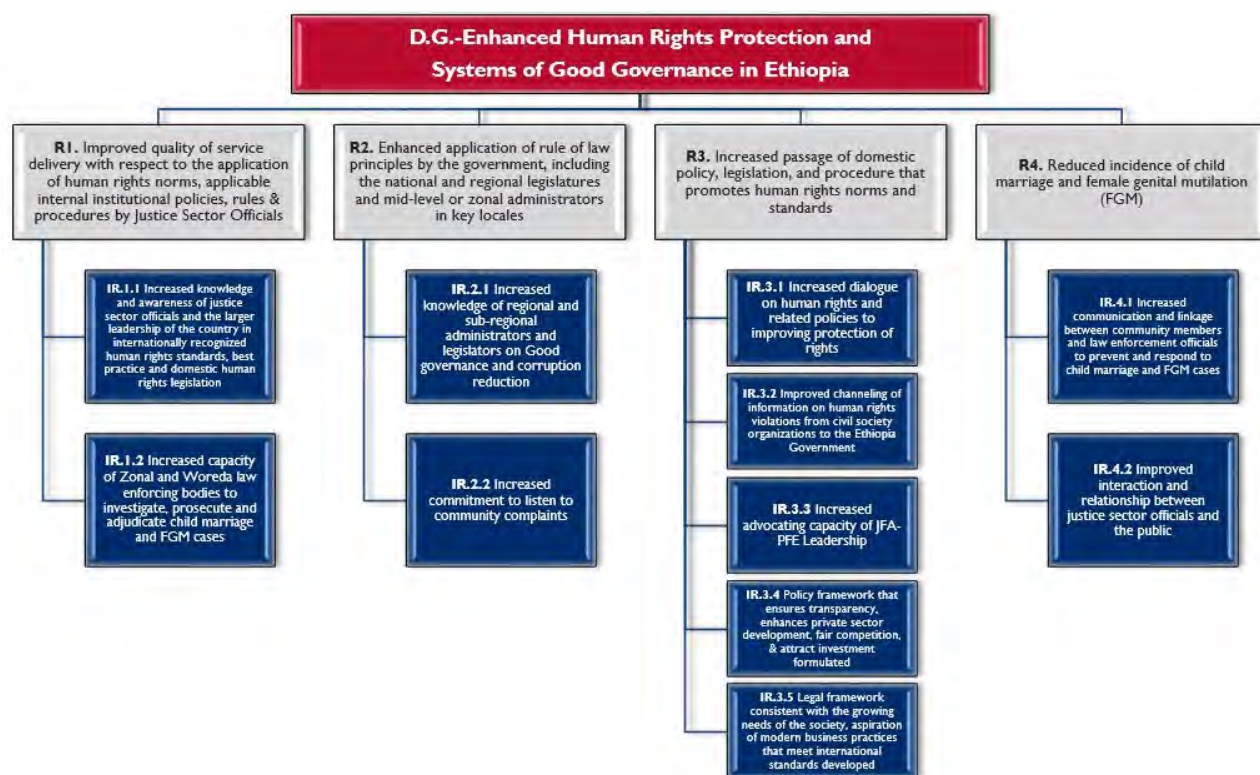 D.G.-Enhanced Human Rights Protection and
Systems of Good Governance in Ethiopia
R1. Improved quality of service
delivery with respect to the application
of human rights norms, applicable
internal institutional policies, rules &
procedures by Justice Sector Officials
IR.1.1 Increased knowledge
and awareness of justice
sector officials and the larger
leadership of the country in
internationally recognized
human rights standards, best
practice and domestic human
rights legislation
IR.1.2 Increased capacity
of Zonal and Woreda law
enforcing bodies to
investigate, prosecute and
adjudicate child marriage
and FGM cases
R2. Enhanced application of rule of law
principles by the government, including
the national and regional legislatures
and mid-level or zonal administrators
in key locales
IR.2.1 Increased
knowledge of regional and
sub-regional
administrators and
legislators on Good
governance and corruption
reduction
IR.2.2 Increased
commitment to listen to
community complaints
R3. Increased passage of domestic
policy, legislation, and procedure that
promotes human rights norms and
standards
IR.3.1 Increased dialogue
on human rights and
related policies to
improving protection of
rights
IR.3.2 Improved channeling of
information on human rights
violations from civil society
organizations to the Ethiopia
Government
IR.3.3 Increased
advocating capacity of JFA-
PFE Leadership
IR.3.4 Policy framework that
ensures transparency,
enhances private sector
development, fair competition,
& attract investment
formulated
IR.3.5 Legal framework
consistent with the growing
needs of the society, aspiration
of modern business practices
that meet international
standards developed
R4. Reduced incidence of child
marriage and female genital mutilation
(FGM)
IR.4.1 Increased
communication and linkage
between community members
and law enforcement officials
to prevent and respond to
child marriage and FGM cases
IR.4.2 Improved
interaction and
relationship between
justice sector officials and
the public